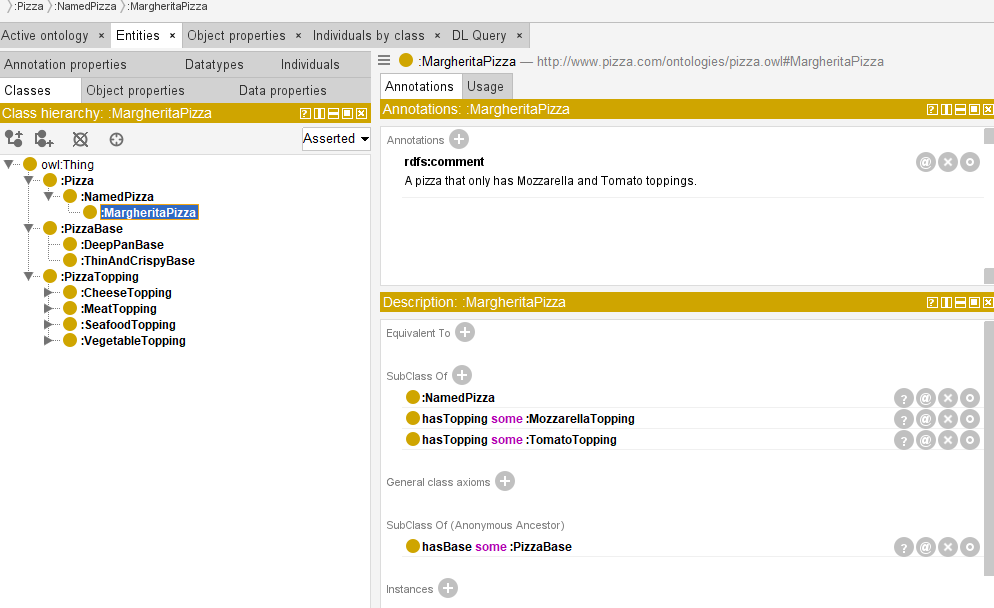 :Pizza :NamedPizza :MargheritaPizza
Active ontology × Entities × Object properties × Individuals by class × DL Query ×
Annotation properties Datatypes Individuals
Classes Object properties Data properties
Class hierarchy: :MargheritaPizza
Asserted
owl:Thing
:Pizza
:NamedPizza
:MargheritaPizza
:PizzaBase
:DeepPanBase
:ThinAndCrispyBase
:PizzaTopping
:CheeseTopping
:MeatTopping
:SeafoodTopping
:VegetableTopping
:MargheritaPizza — http://www.pizza.com/ontologies/pizza.owl#MargheritaPizza
Annotations Usage
Annotations: :MargheritaPizza
Annotations
rdfs:comment
A pizza that only has Mozzarella and Tomato toppings.
Description: :MargheritaPizza
Equivalent To
SubClass Of
:NamedPizza
hasTopping some :MozzarellaTopping
hasTopping some :TomatoTopping
General class axioms
SubClass Of (Anonymous Ancestor)
hasBase some :PizzaBase
Instances